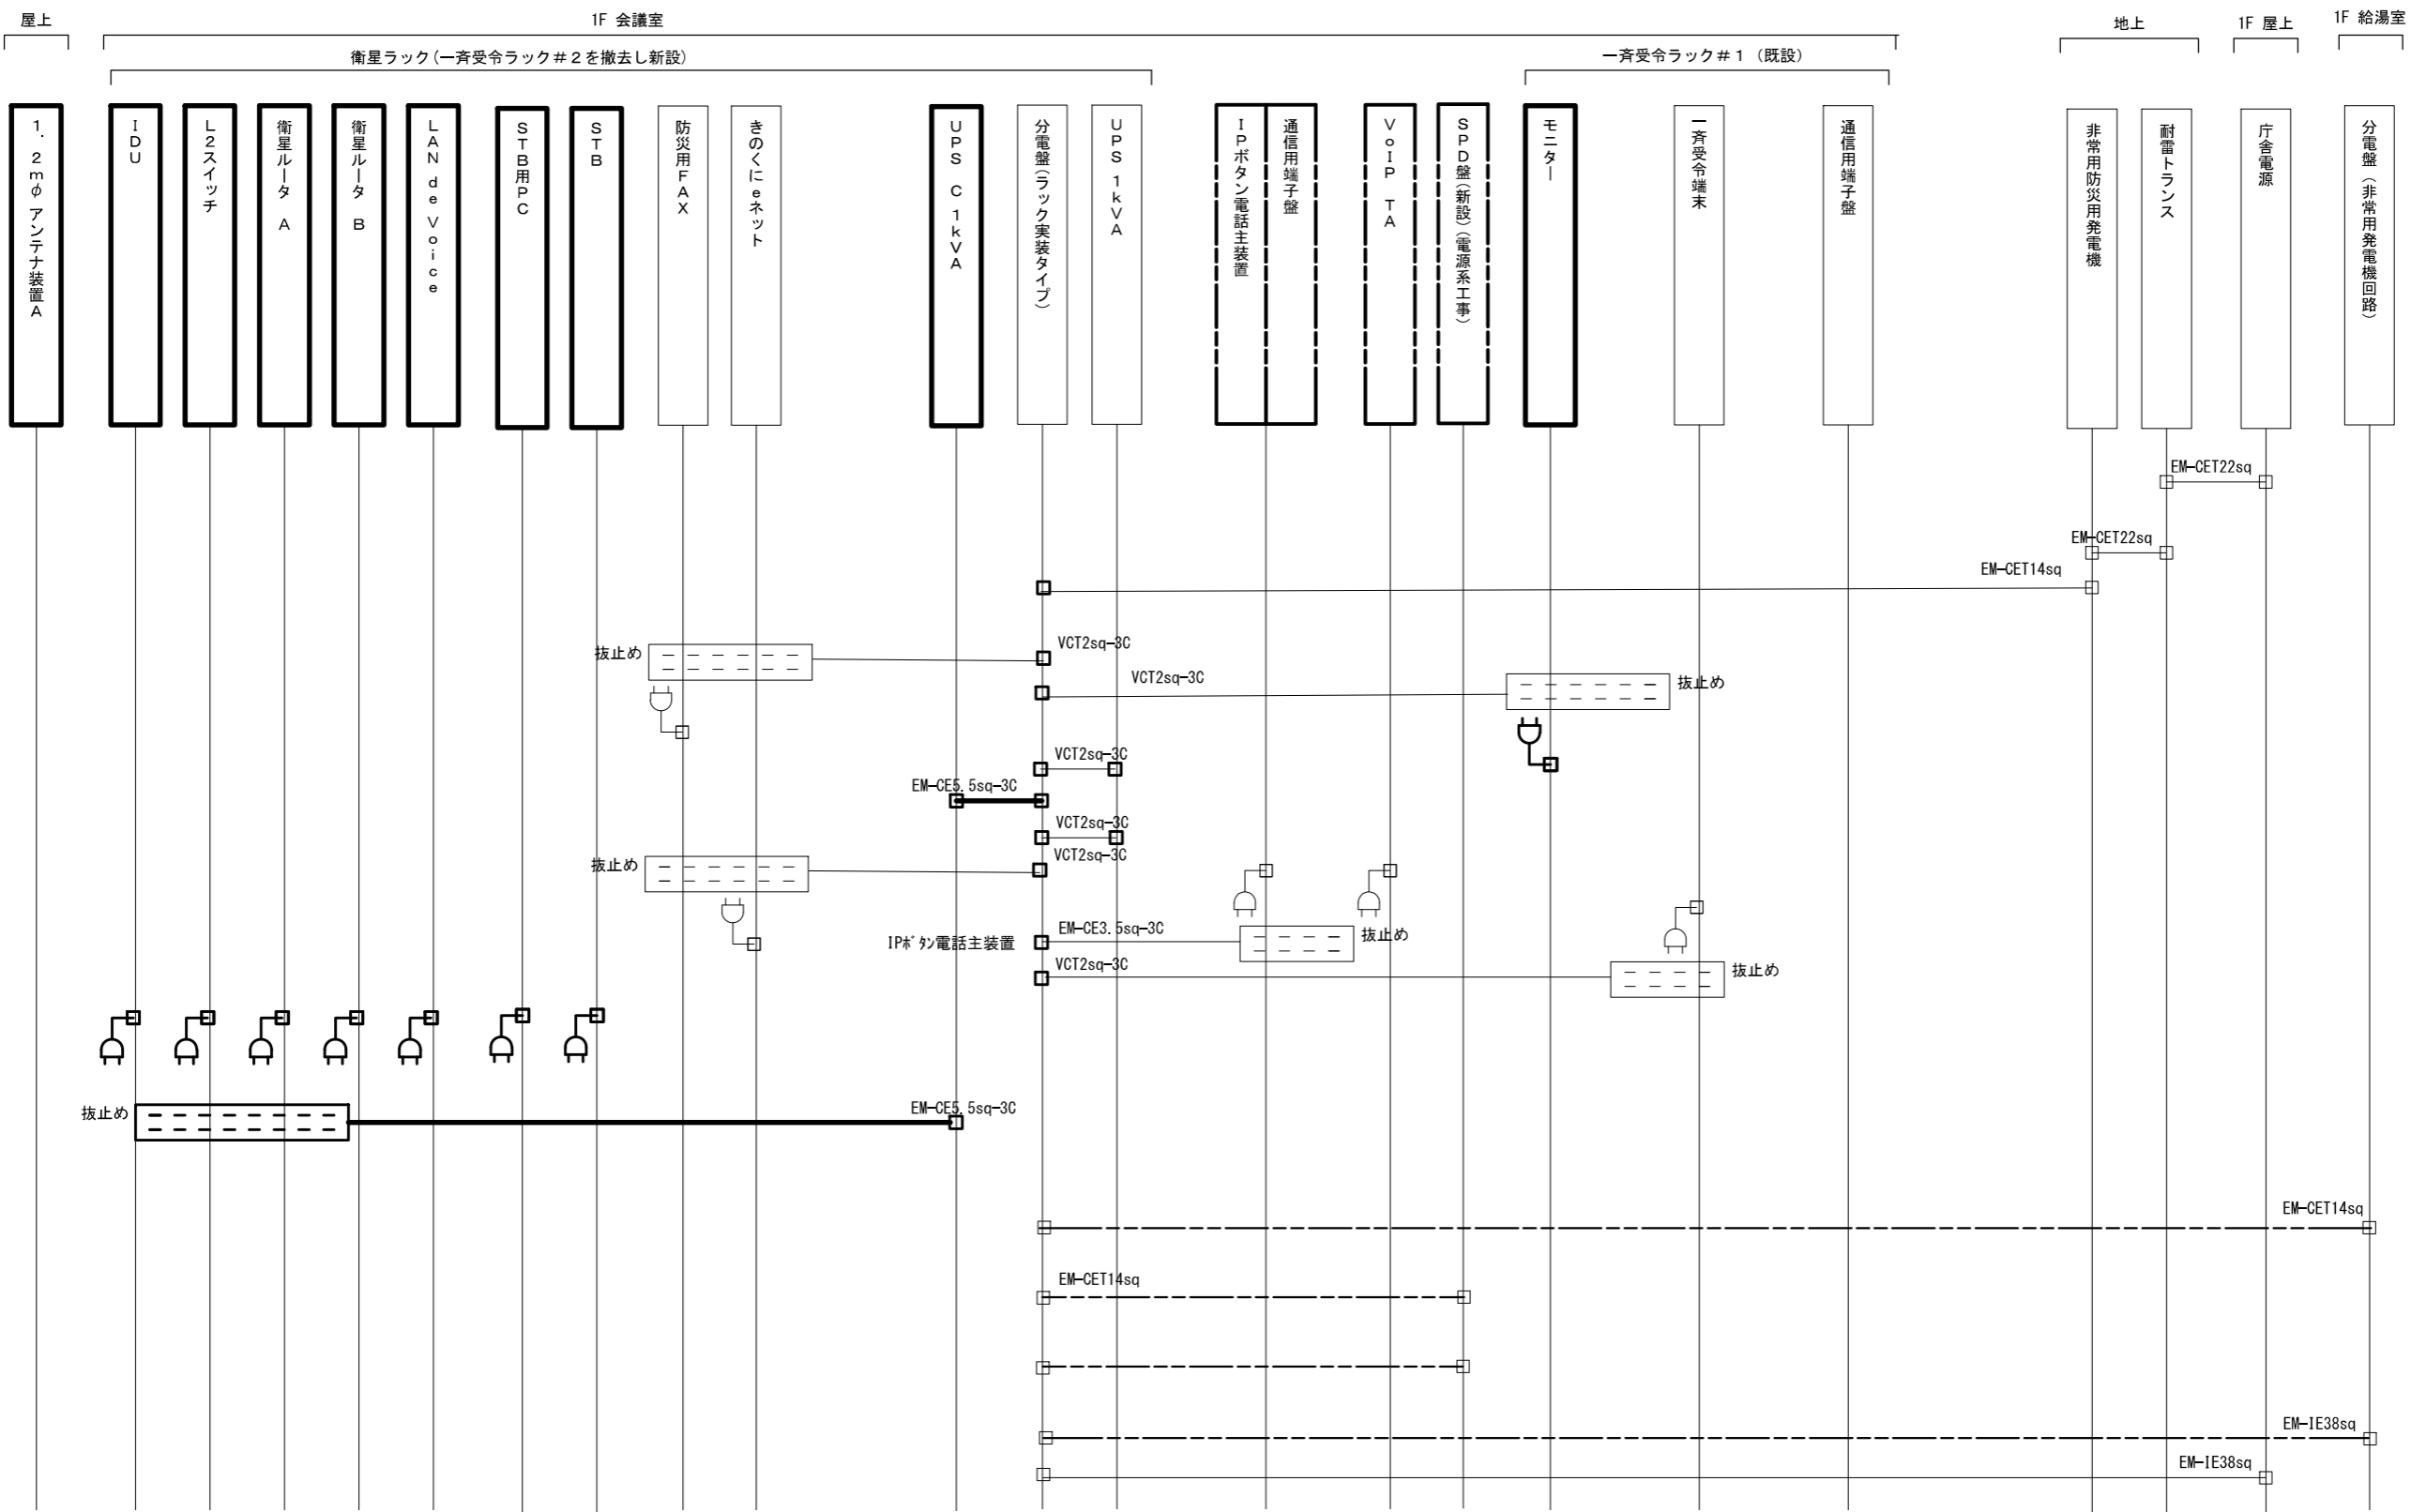 屋上
1F 会議室
地上
1F 屋上
1F 給湯室
衛星ラック(一斉受令ラック＃２を撤去し新設)
一斉受令ラック＃１（既設）
１．２ｍφ アンテナ装置Ａ
ＩＤＵ
Ｌ２スイッチ
衛星ルータ Ａ
衛星ルータ Ｂ
ＬＡＮ de Ｖｏｉｃｅ
ＳＴＢ用ＰＣ
ＳＴＢ
防災用ＦＡＸ
きのくにｅネット
ＵＰＳ Ｃ １ｋＶＡ
分電盤（ラック実装タイプ）
ＵＰＳ １ｋＶＡ
ＩＰボタン電話主装置
通信用端子盤
ＶｏＩＰ ＴＡ
ＳＰＤ盤（新設）（電源系工事）
モニター
一斉受令端末
通信用端子盤
非常用防災用発電機
耐雷トランス
庁舎電源
分電盤（非常用発電機回路）
EM-CET22sq
EM-CET22sq
EM-CET14sq
抜止め
VCT2sq-3C
VCT2sq-3C
抜止め
VCT2sq-3C
EM-CE5.5sq-3C
VCT2sq-3C
抜止め
VCT2sq-3C
IPﾎﾞﾀﾝ電話主装置
EM-CE3.5sq-3C
抜止め
VCT2sq-3C
抜止め
抜止め
EM-CE5.5sq-3C
EM-CET14sq
EM-CET14sq
EM-IE38sq
EM-IE38sq